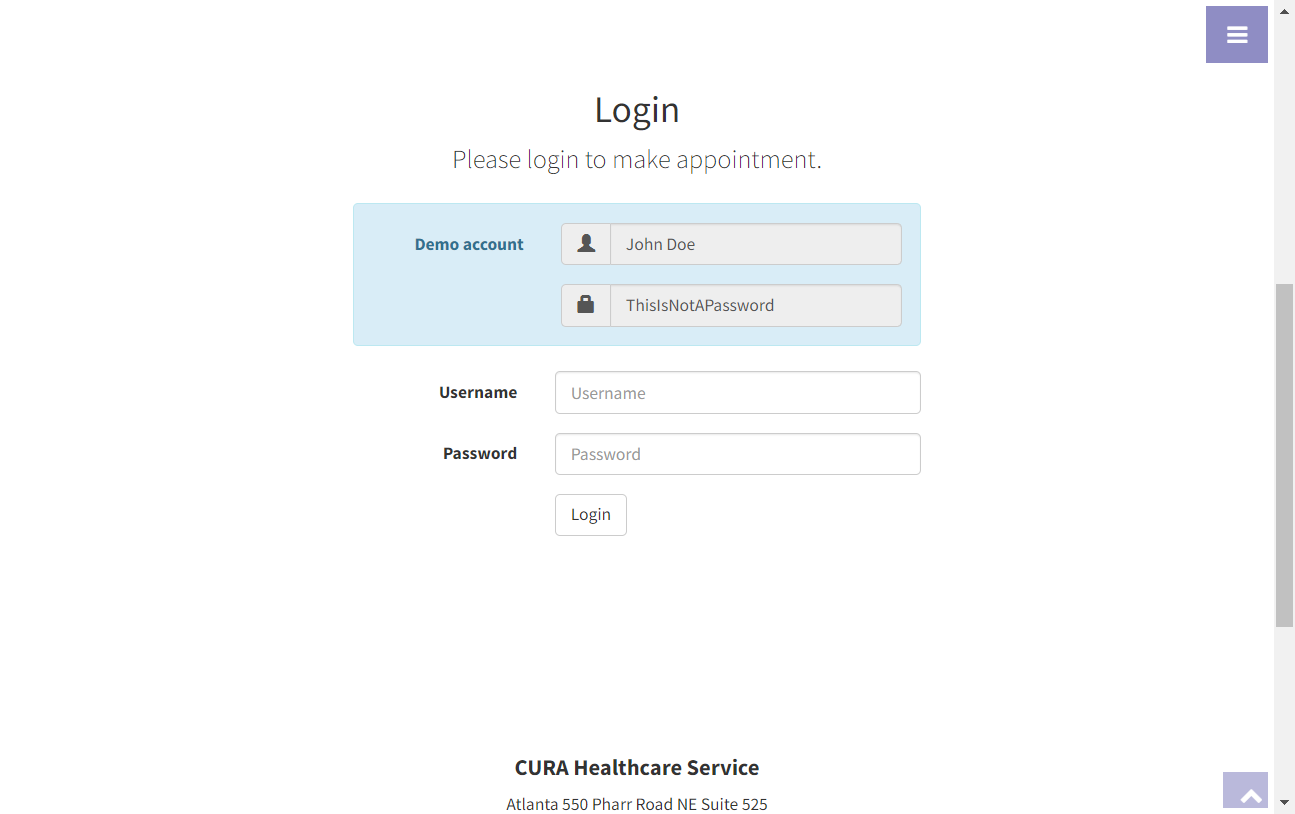 Login
Please login to make appointment.
Demo account
John Doe
ThisIsNotAPassword
Username
Username
Password
Password
Login
CURA Healthcare Service
Atlanta 550 Pharr Road NE Suite 525